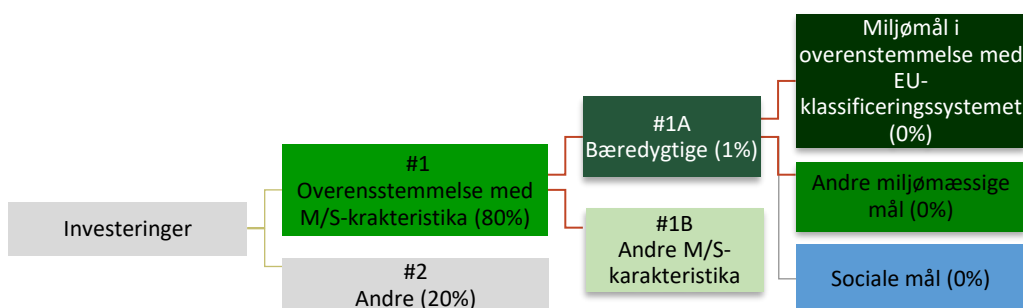 Investeringer
#1
Overensstemmelse med
M/S-krakteristika (80%)
#2
Andre (20%)
#1A
Bæredygtige (1%)
#1B
Andre M/S-
karakteristika
Miljømål i
overenstemmelse med
EU-
klassificeringssystemet
(0%)
Andre miljømæssige
mål (0%)
Sociale mål (0%)